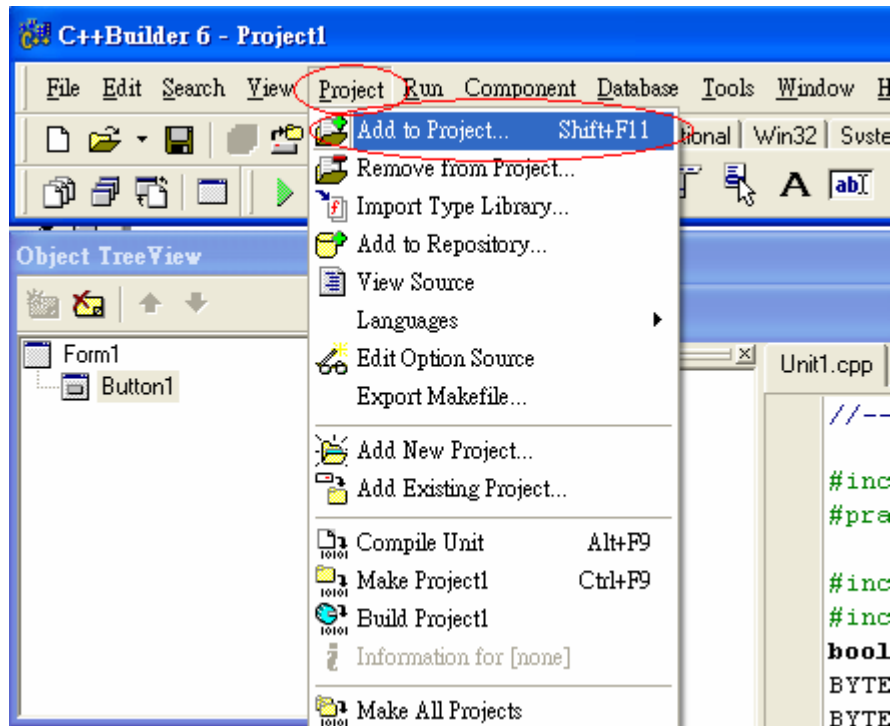 C++Builder 6 - Project1
File Edit Search View Project Run Component Database Tools Window
Add to Project... Shift+F11
Win32
Remove from Project...
Import Type Library...
Add to Repository...
View Source
Languages
Edit Option Source
Export Makefile...
Add New Project...
Add Existing Project...
Compile Unit Alt+F9
Make Project1 Ctrl+F9
Build Project1
Information for [none]
Make All Projects
Object TreeView
Form1
Button1
Unit1.cpp
//--
#inc
#pra
#inc
#inc
bool
BYTE
BYTE